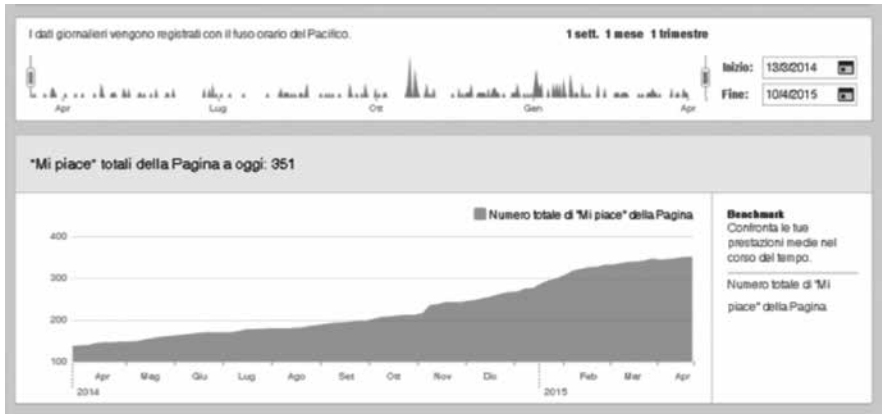 I dati giornalieri vengono registrati con il fuso orario del Pacifico.
1 sett. 1 mese 1 trimestre
Inizio: 13/3/2014
Fine: 10/4/2015
Apr Lug Ott Gen Apr
"Mi piace" totali della Pagina a oggi: 351
Numero totale di "Mi piace" della Pagina
400
300
200
100
Apr Mag Giu Lug Ago Set Ott Nov Dic Feb Mar Apr
2014 2015
Benchmark
Confronta le tue
prestazioni medie nel
corso del tempo.
Numero totale di "Mi
piace" della Pagina